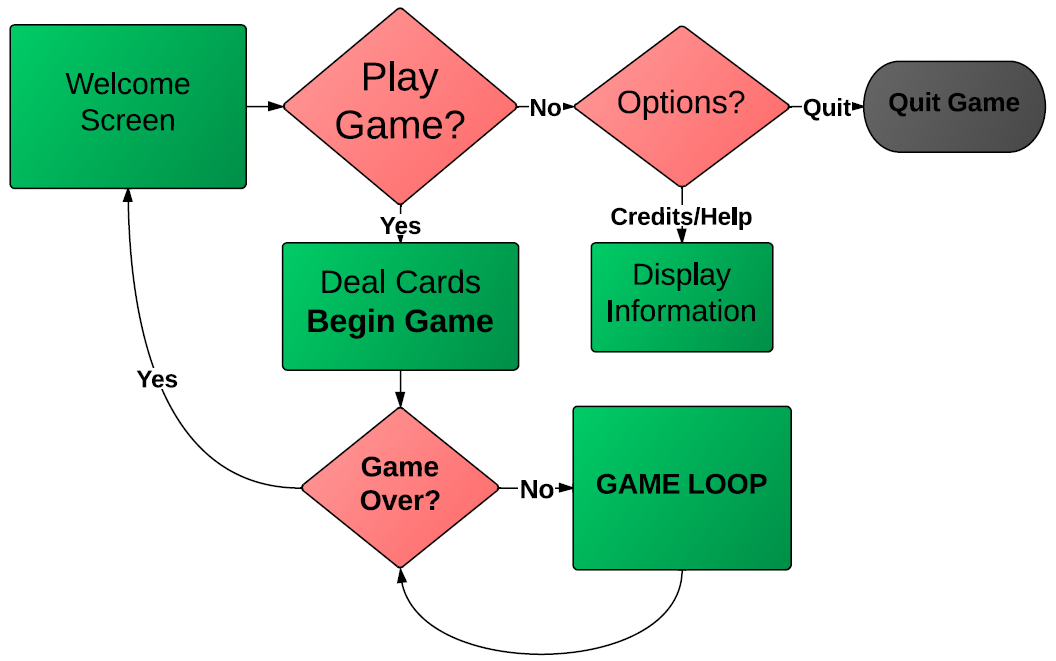 Welcome
Screen
Play
Game?
No
Options?
Quit
Quit Game
Yes
Credits/Help
Deal Cards
Begin Game
Display
Information
Yes
Game
Over?
No
GAME LOOP